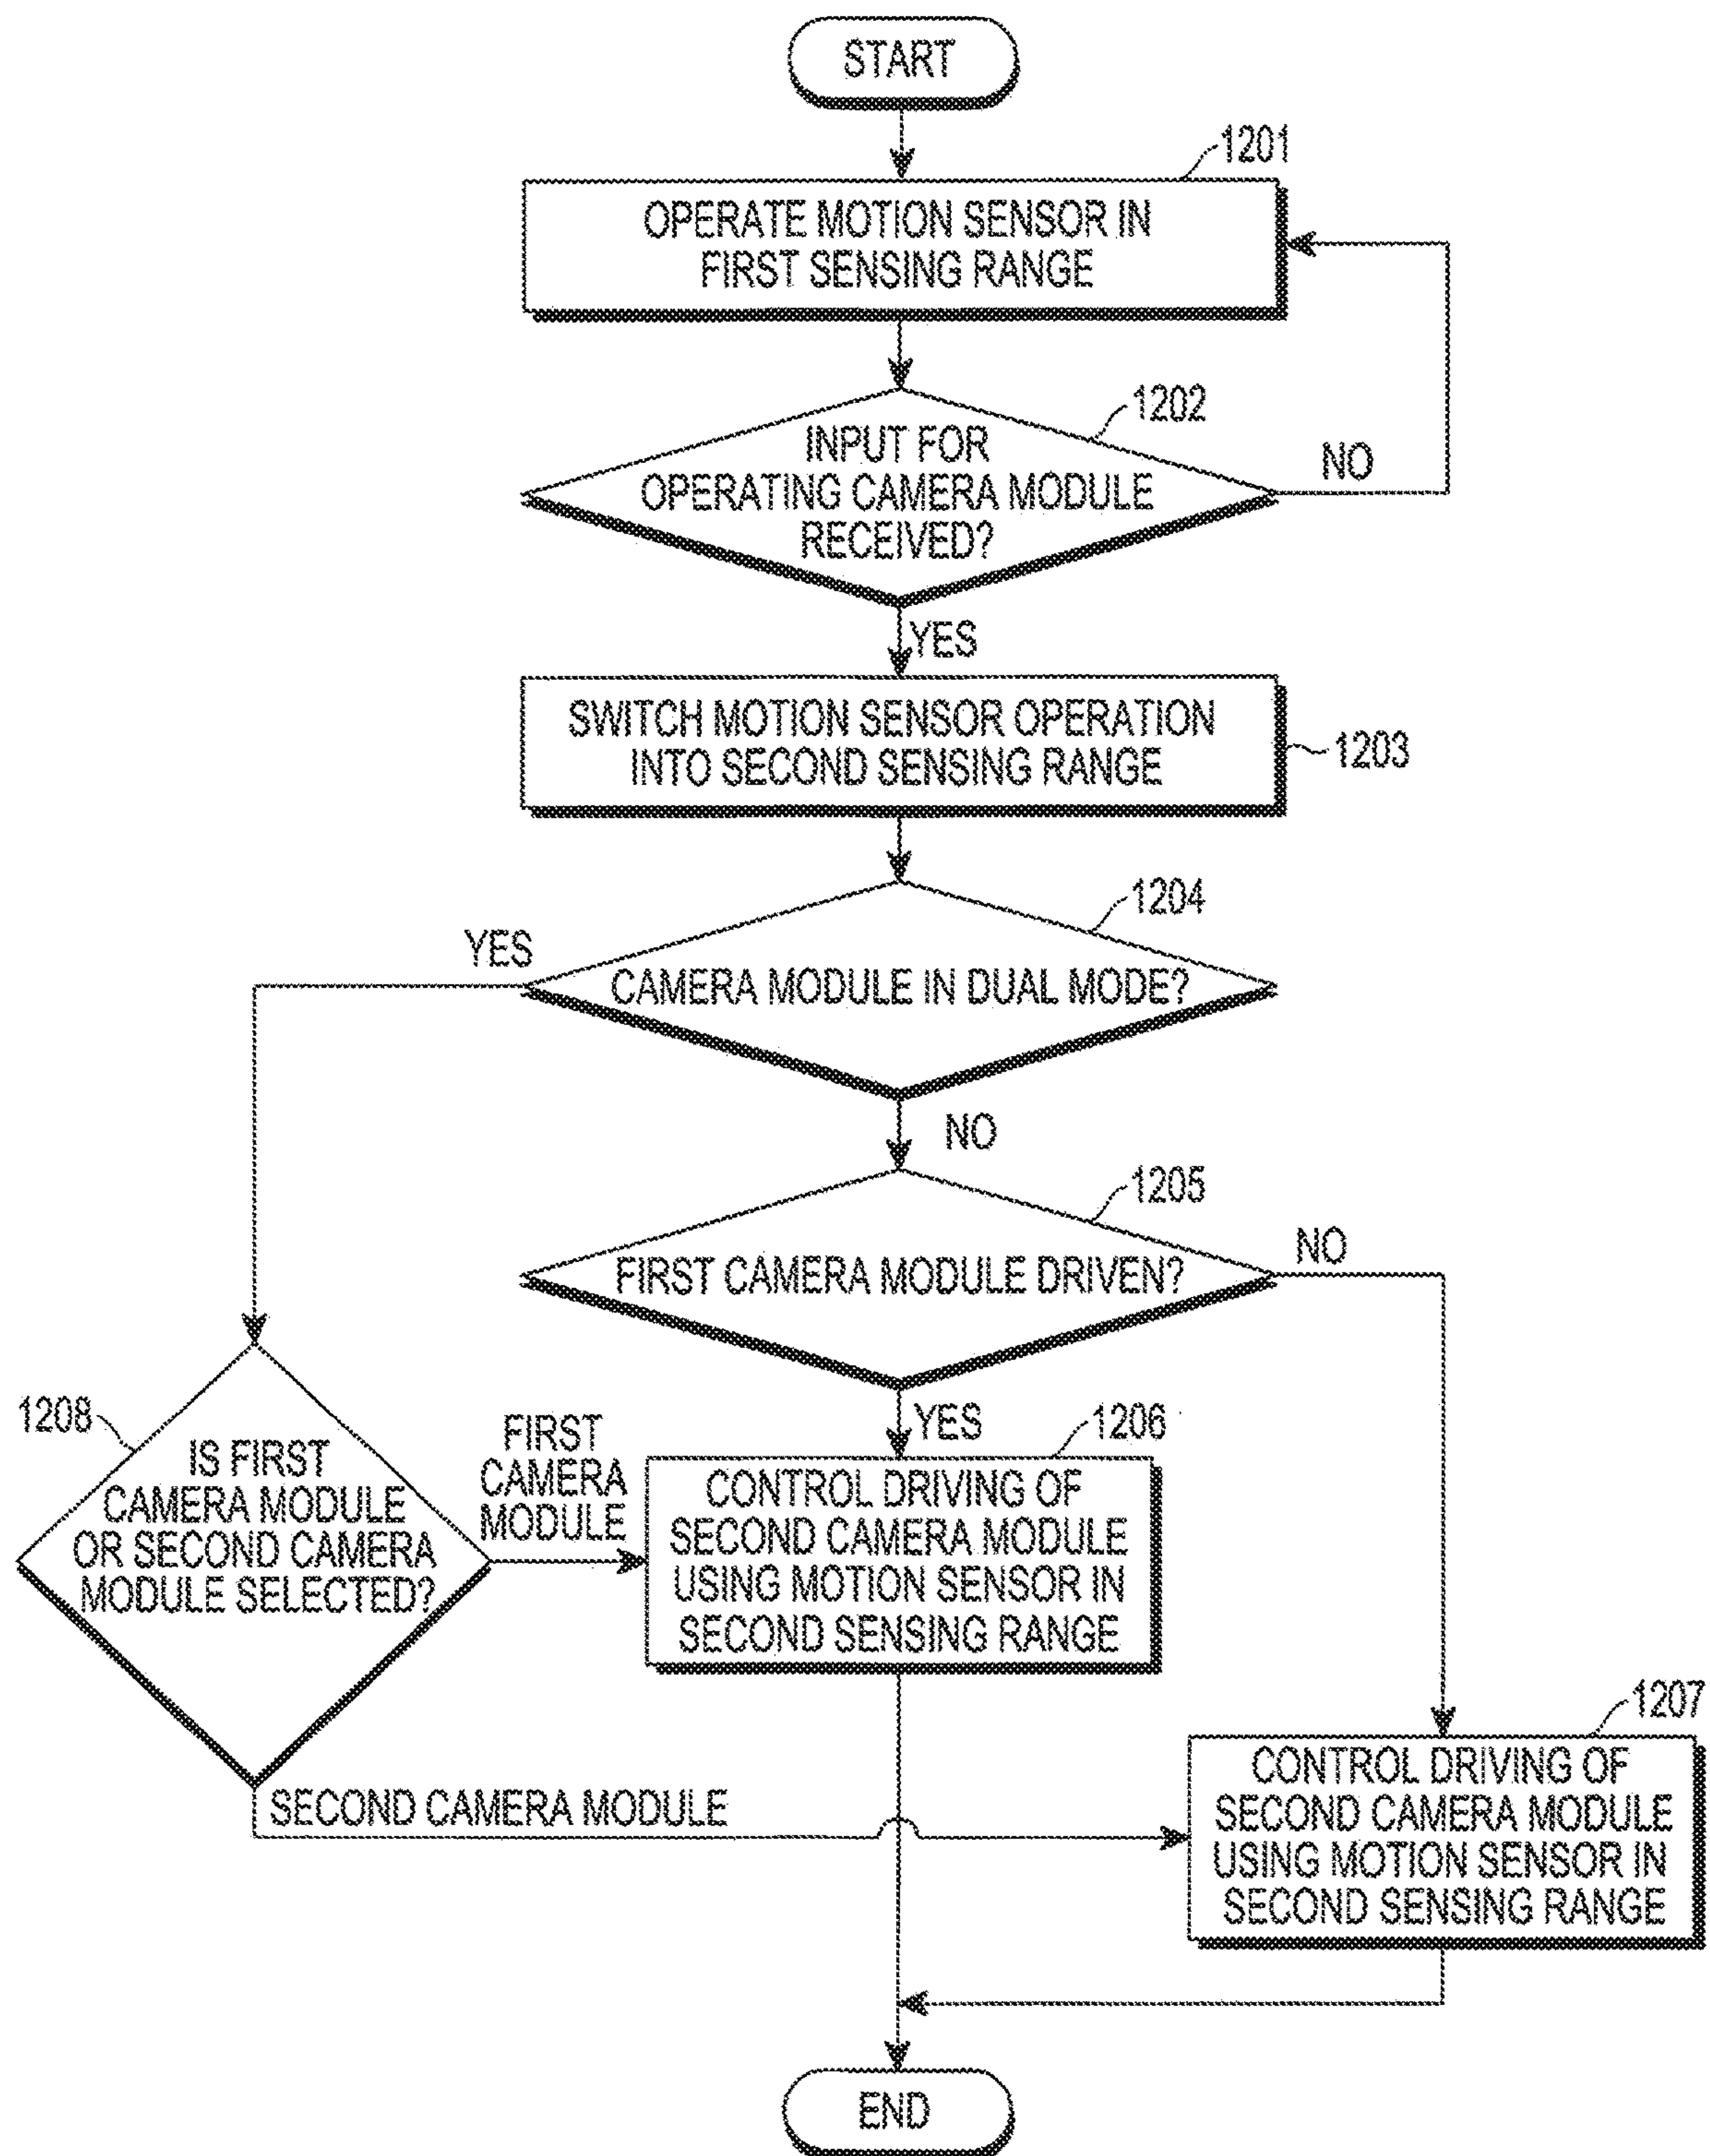 START
1201
OPERATE MOTION SENSOR IN
FIRST SENSING RANGE
1202
INPUT FOR
OPERATING CAMERA MODULE
RECEIVED?
NO
YES
SWITCH MOTION SENSOR OPERATION
INTO SECOND SENSING RANGE
1203
1204
YES
CAMERA MODULE IN DUAL MODE?
NO
1205
NO
FIRST CAMERA MODULE DRIVEN?
YES
1208
IS FIRST
CAMERA MODULE
OR SECOND CAMERA
MODULE SELECTED?
FIRST
CAMERA
MODULE
1206
CONTROL DRIVING OF
SECOND CAMERA MODULE
USING MOTION SENSOR IN
SECOND SENSING RANGE
1207
SECOND CAMERA MODULE
CONTROL DRIVING OF
SECOND CAMERA MODULE
USING MOTION SENSOR IN
SECOND SENSING RANGE
END